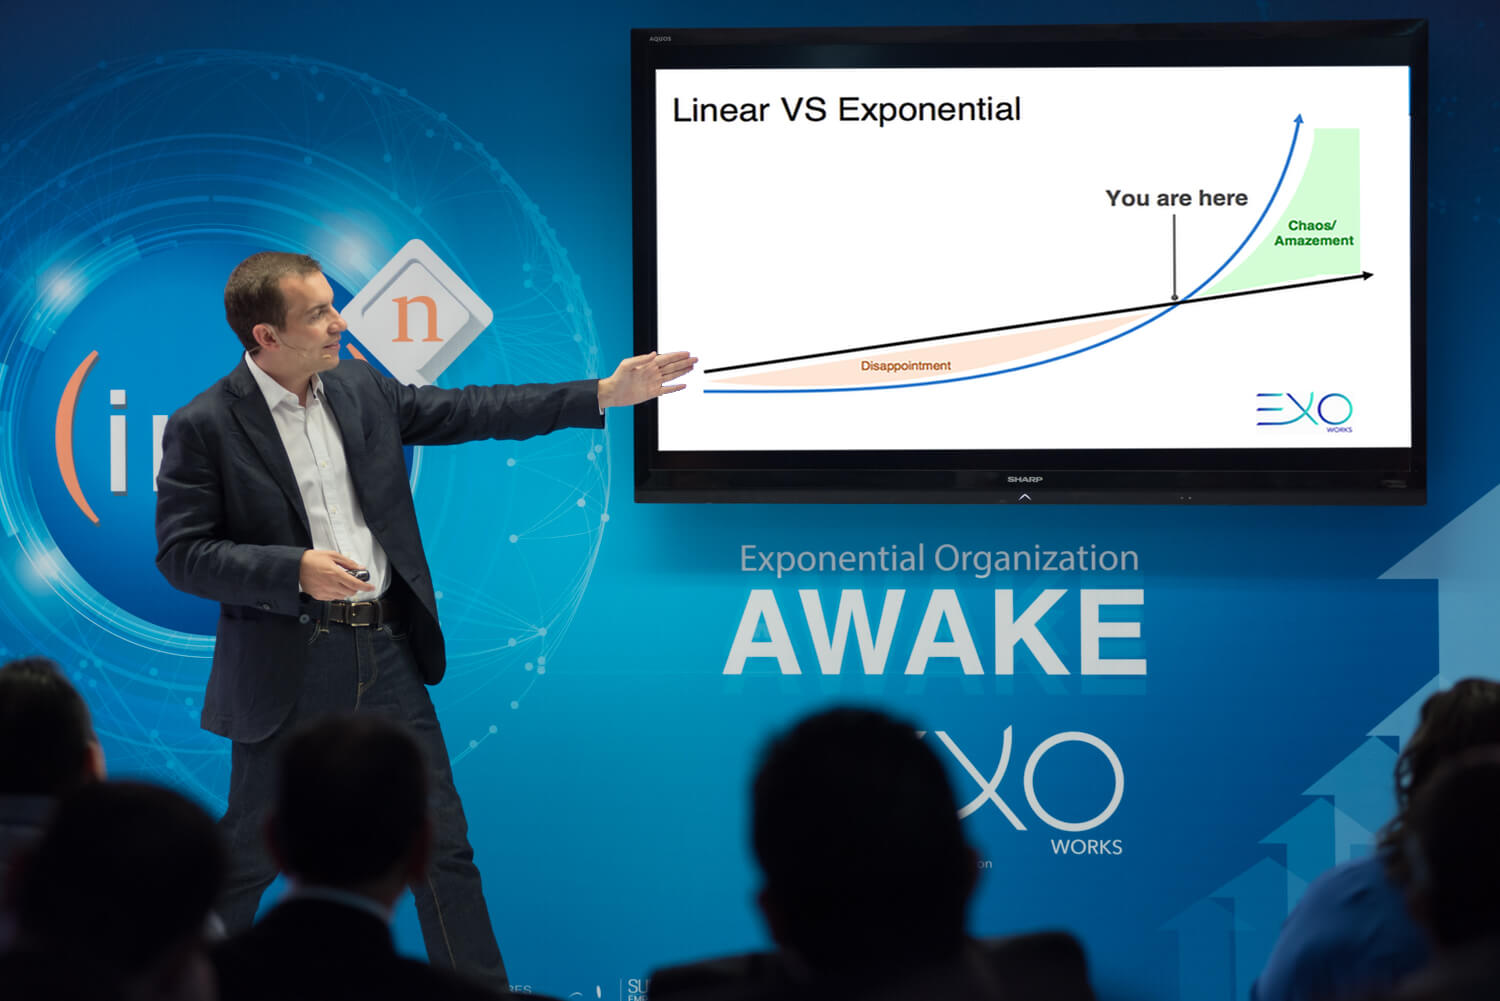 AQUOS
Linear VS Exponential
You are here
Chaos/
Amazement
Disappointment
EXO
WORKS
SHARP
n
(i
Exponential Organization
AWAKE
XO
WORKS